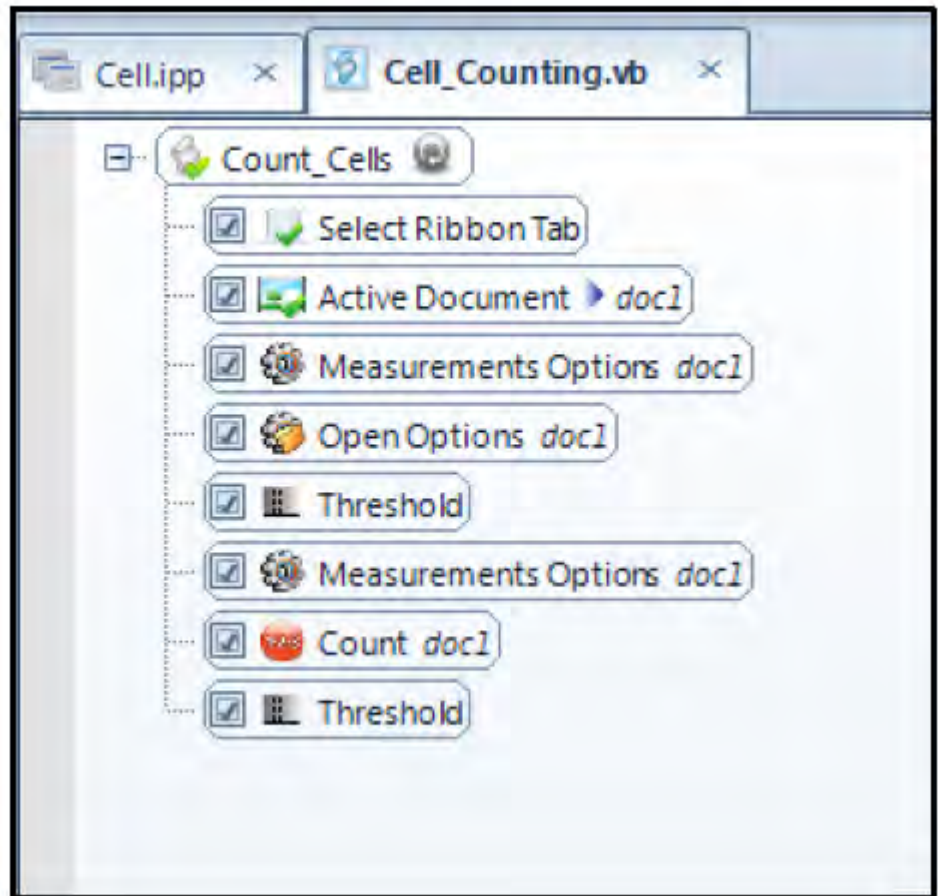 Cell.ipp
Cell_Counting.vb
Count_Cells
Select Ribbon Tab
Active Document doc1
Measurements Options doc1
Open Options doc1
Threshold
Measurements Options doc1
Count doc1
Threshold